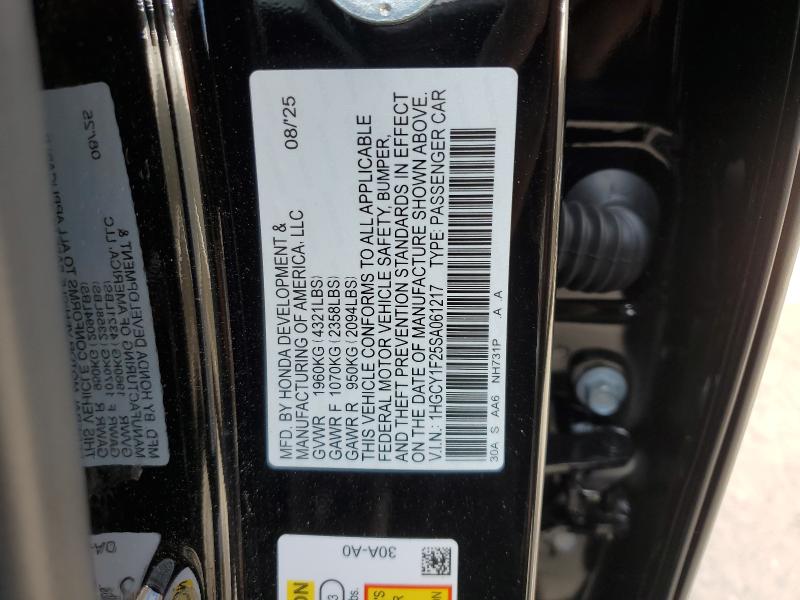 08/'25
MFD. BY HONDA DEVELOPMENT &
MANUFACTURING OF AMERICA, LLC
GVWR 1960KG (4321LBS)
GAWR F 1070KG (2358LBS)
GAWR R 950KG (2094LBS)
THIS VEHICLE CONFORMS TO ALL APPLICABLE
FEDERAL MOTOR VEHICLE SAFETY, BUMPER,
AND THEFT PREVENTION STANDARDS IN EFFECT
ON THE DATE OF MANUFACTURE SHOWN ABOVE.
V.I.N.: 1HGCY1F26SA061217 TYPE: PASSENGER CAR
30A S AA6 NH731P .A .A
30A-A0